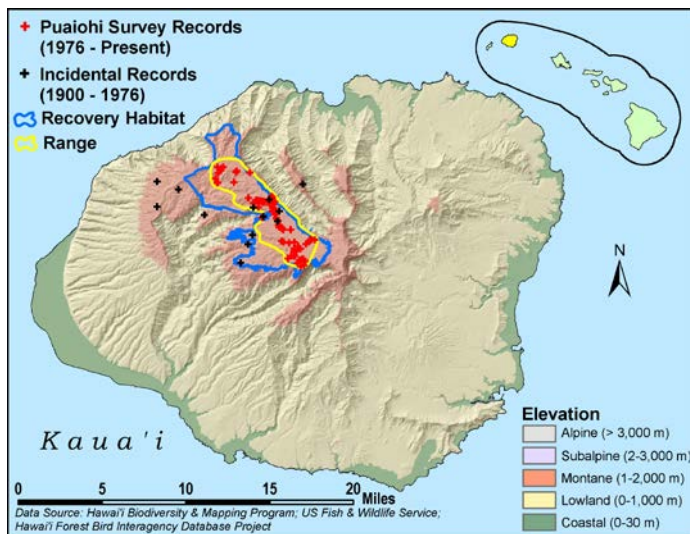 Puaiohi Survey Records
(1976 - Present)
Incidental Records
(1900 - 1976)
Recovery Habitat
Range
N
Kaua'i
Elevation
Alpine (> 3,000 m)
Subalpine (2-3,000 m)
Montane (1-2,000 m)
Lowland (0-1,000 m)
Coastal (0-30 m)
0 5 10 15 20
Miles
Data Source: Hawai'i Biodiversity & Mapping Program; US Fish & Wildlife Service;
Hawai'i Forest Bird Interagency Database Project